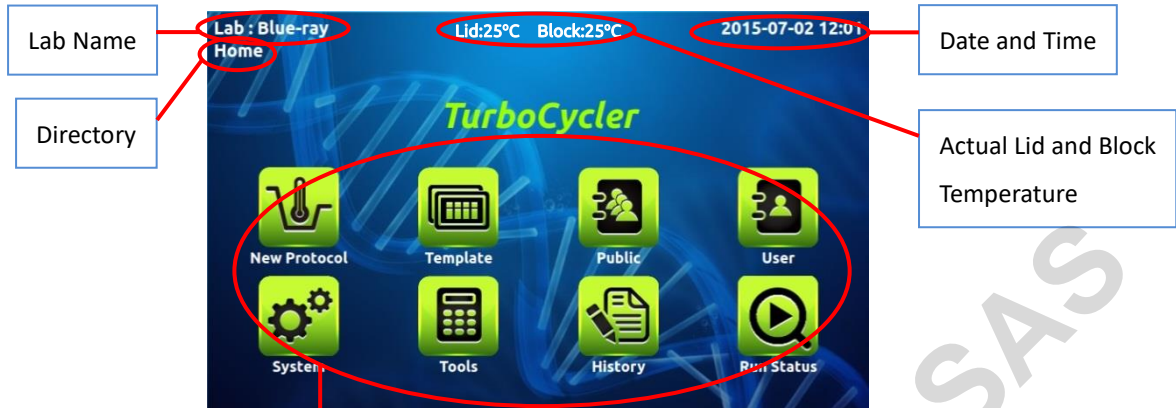 Lab Name
Directory
Lab : Blue-ray
Home
Lid:25°C Block:25°C
2015-07-02 12:01
TurboCycler
New Protocol
Template
Public
User
System
Tools
History
Run Status
Date and Time
Actual Lid and Block
Temperature
SAS